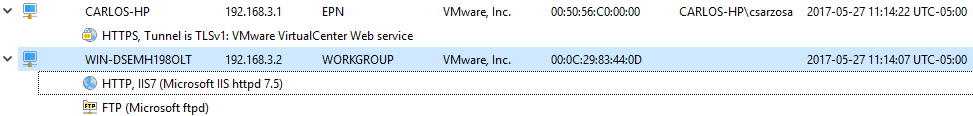 CARLOS-HP 192.168.3.1 EPN VMware, Inc. 00:50:56:C0:00:00 CARLOS-HP\csarzosa 2017-05-27 11:14:22 UTC-05:00
HTTPS, Tunnel is TLSv1: VMware VirtualCenter Web service
WIN-DSEMH198OLT 192.168.3.2 WORKGROUP VMware, Inc. 00:0C:29:83:44:0D 2017-05-27 11:14:07 UTC-05:00
HTTP, IIS7 (Microsoft IIS httpd 7.5)
FTP FTP (Microsoft ftpd)